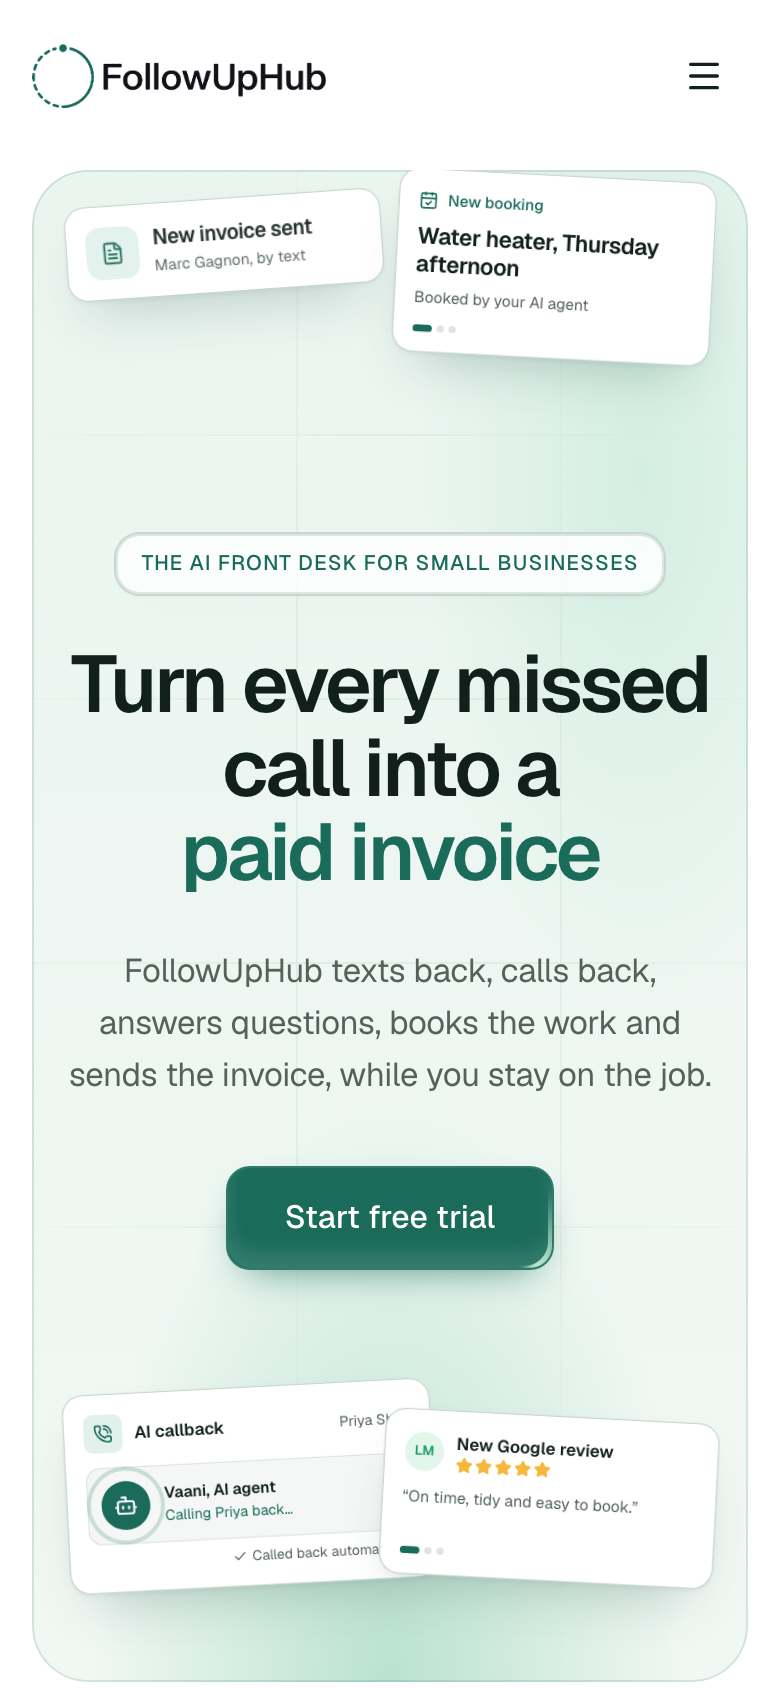 FollowUpHub
New invoice sent
Marc Gagnon, by text
New booking
Water heater, Thursday
afternoon
Booked by your AI agent
THE AI FRONT DESK FOR SMALL BUSINESSES
Turn every missed
call into a
paid invoice
FollowUpHub texts back, calls back,
answers questions, books the work and
sends the invoice, while you stay on the job.
Start free trial
AI callback
Priya
Vaani, AI agent
Calling Priya back...
Called back
LM
New Google review
“On time, tidy and easy to book.”